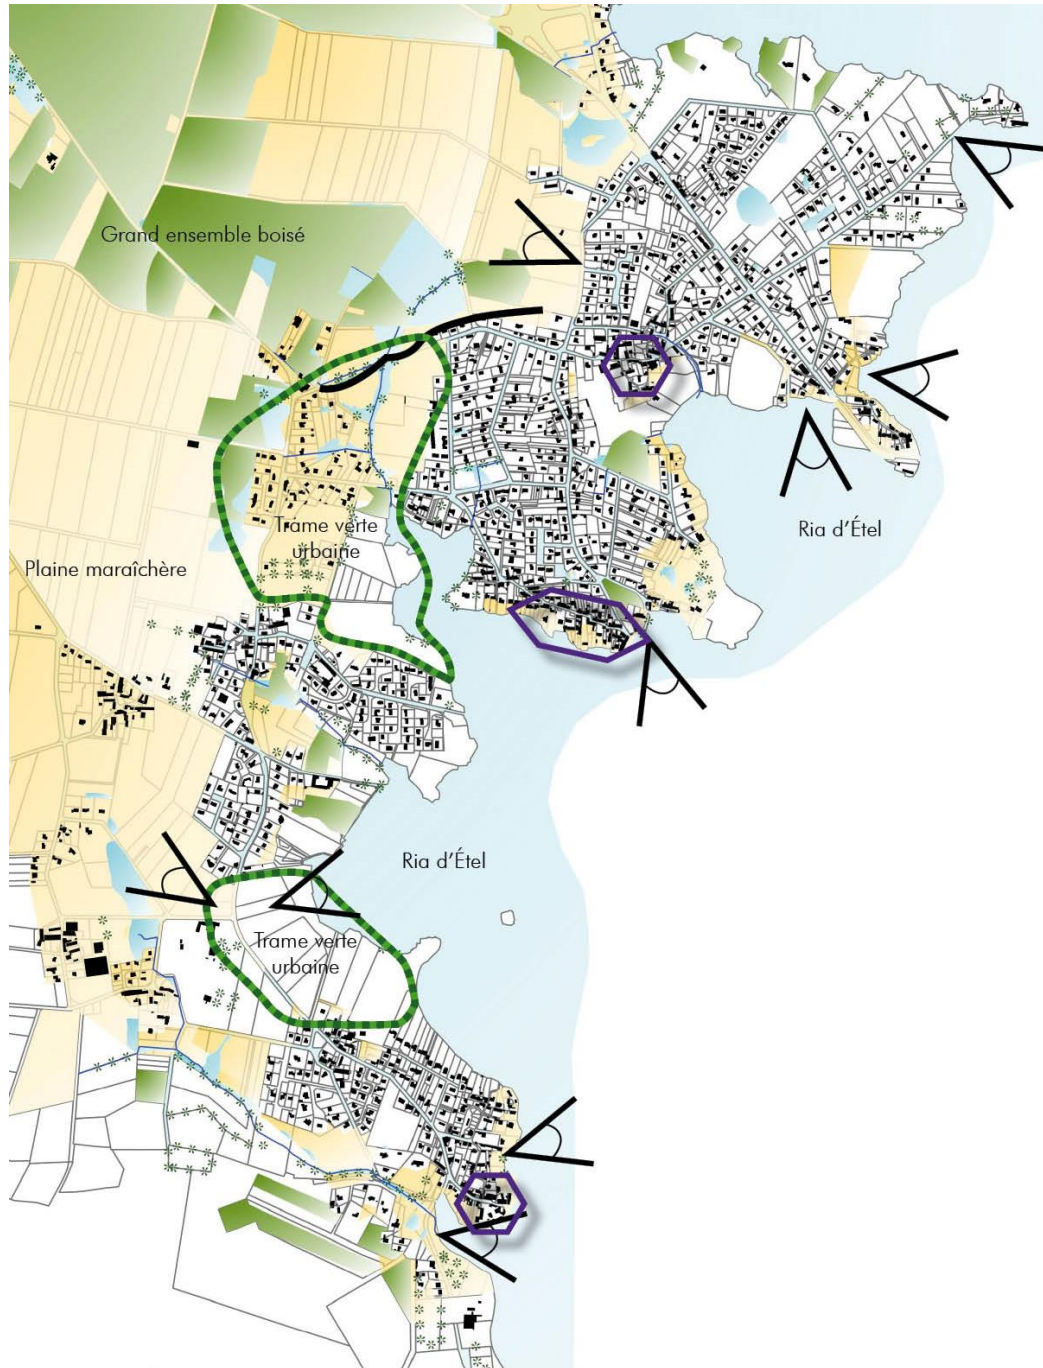 Grand ensemble boisé
Trame verte
urbaine
Ria d'Étel
Plaine maraîchère
Ria d'Étel
Trame verte
urbaine